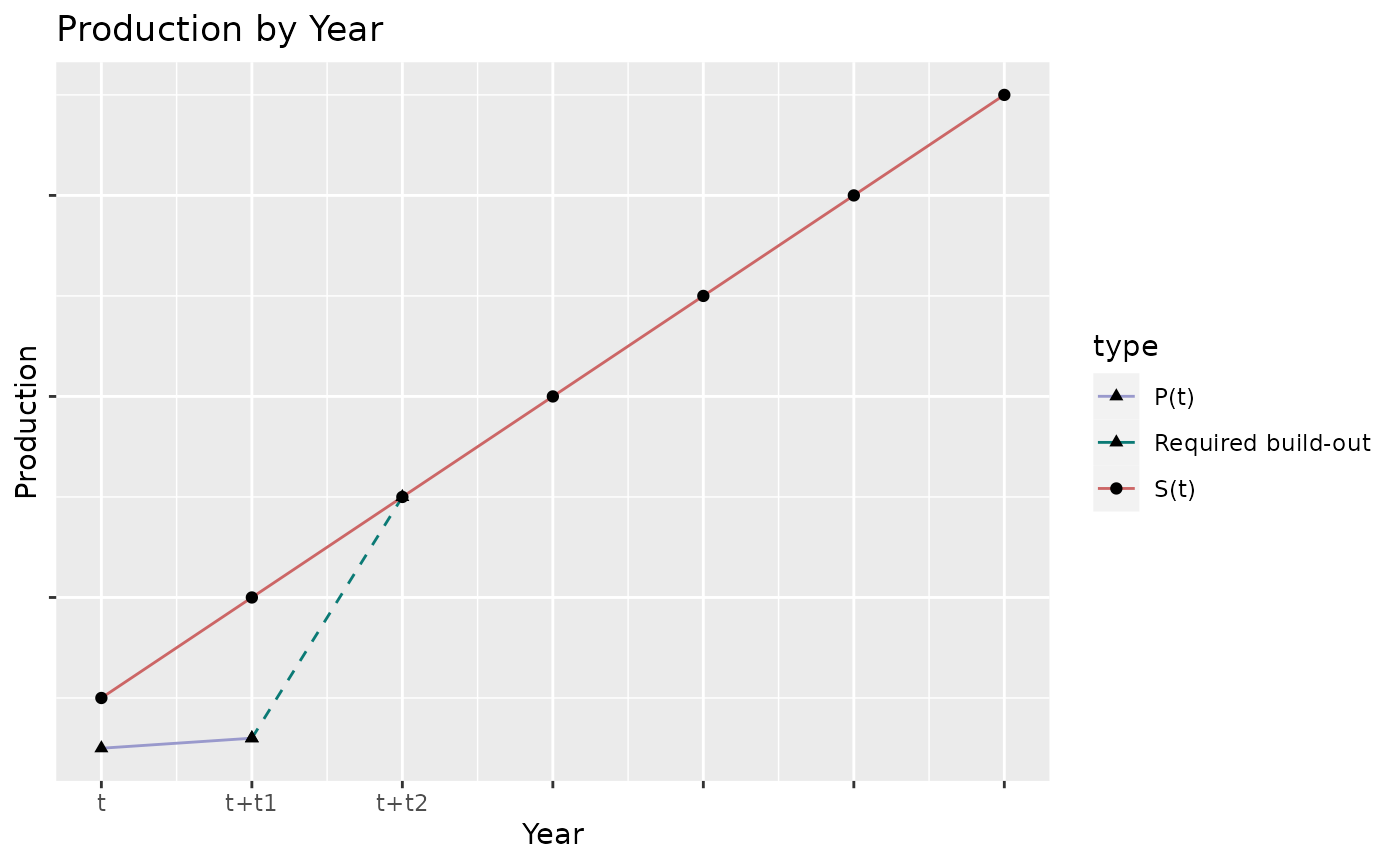 Production by Year
Production
type
P(t)
Required build-out
S(t)
t
t+t1
t+t2
Year